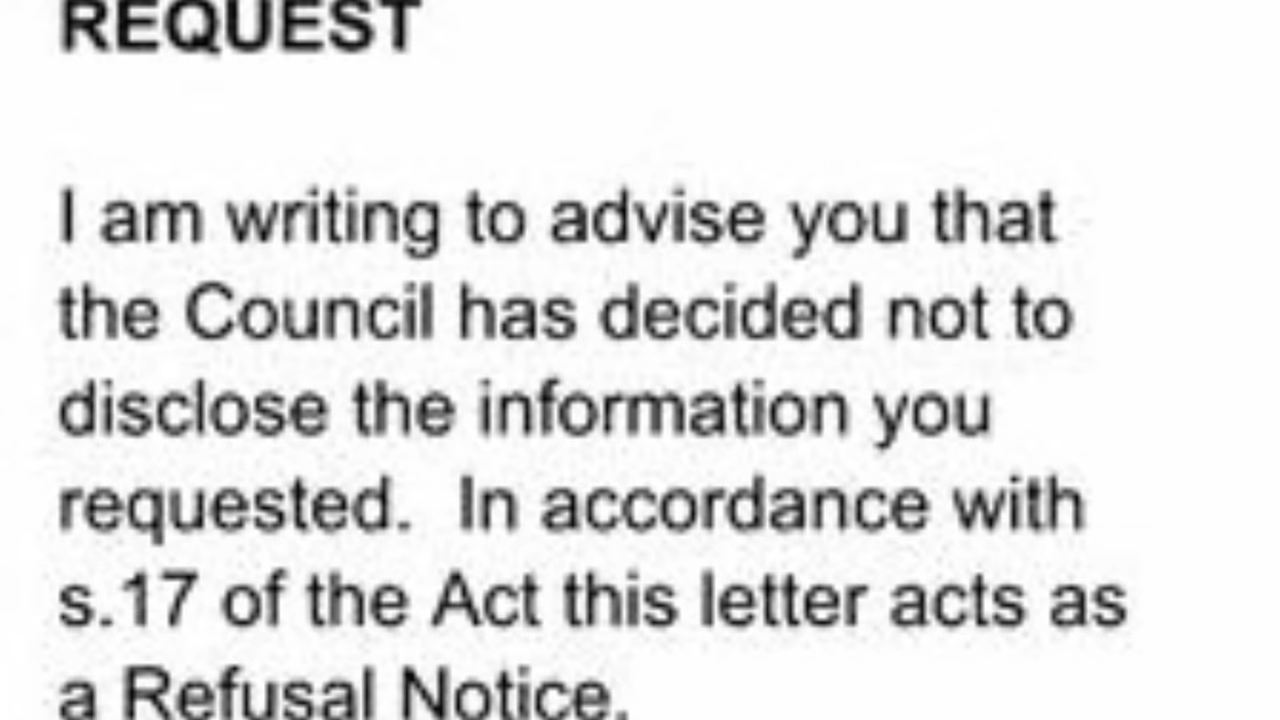 REQUEST
I am writing to advise you that
the Council has decided not to
disclose the information you
requested.  In accordance with
s.17 of the Act this letter acts as
a Refusal Notice.